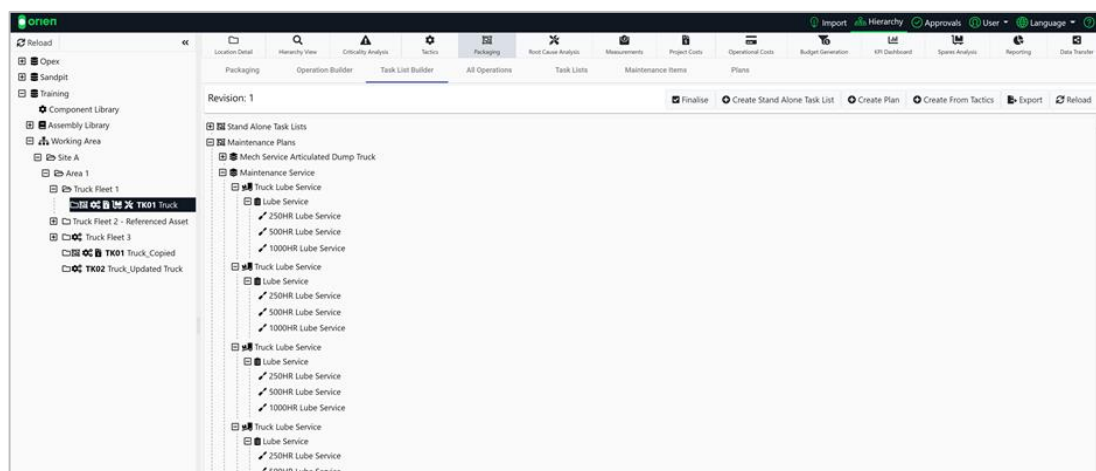 orien
Import Hierarchy Approvals User Language
Reload
Opex
Sandpit
Training
Component Library
Assembly Library
Working Area
Site A
Area 1
Truck Fleet 1
TK01 Truck
Truck Fleet 2 - Referenced Asset
Truck Fleet 3
TK01 Truck_Copied
TK02 Truck_Updated Truck
Location Detail Hierarchy View Criticality Analysis Tactics Packaging Root Cause Analysis Measurements Project Costs Operational Costs Budget Generation KPI Dashboard Spares Analysis Reporting Data Transfer
Packaging Operation Builder Task List Builder All Operations Task Lists Maintenance Items Plans
Revision: 1
Finalise Create Stand Alone Task List Create Plan Create From Tactics Export Reload
Stand Alone Task Lists
Maintenance Plans
Mech Service Articulated Dump Truck
Maintenance Service
Truck Lube Service
Lube Service
250HR Lube Service
500HR Lube Service
1000HR Lube Service
Truck Lube Service
Lube Service
250HR Lube Service
500HR Lube Service
1000HR Lube Service
Truck Lube Service
Lube Service
250HR Lube Service
500HR Lube Service
1000HR Lube Service
Truck Lube Service
Lube Service
250HR Lube Service
500HR Lube Service